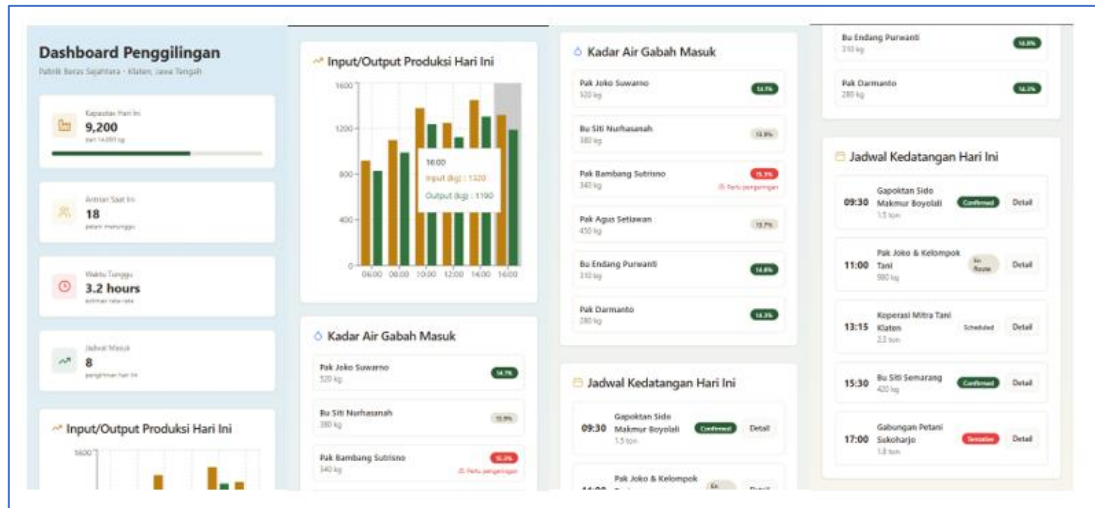 Dashboard Penggilingan
Pabrik Beras Sejahtera - Klaten, Jawa Tengah
Kapasitas Hari Ini
9,200
dari 14.000 kg
Antrian Saat Ini
18
petani menunggu
Waktu Tunggu
3.2 hours
estimasi rata-rata
Jadwal Masuk
8
pengiriman hari ini
Input/Output Produksi Hari Ini
1600
Input/Output Produksi Hari Ini
1600
1200
800
400
0
06:00 08:00 10:00 12:00 14:00 16:00
16:00
Input (kg) : 1320
Output (kg) : 1190
Kadar Air Gabah Masuk
Pak Joko Suwarno
520 kg
14.1%
Bu Siti Nurhasanah
380 kg
13.9%
Pak Bambang Sutrisno
340 kg
15.3%
Perlu pengeringan
Kadar Air Gabah Masuk
Pak Joko Suwarno
520 kg
14.1%
Bu Siti Nurhasanah
380 kg
13.9%
Pak Bambang Sutrisno
340 kg
15.3%
Perlu pengeringan
Pak Agus Setiawan
450 kg
13.7%
Bu Endang Purwanti
310 kg
14.8%
Pak Darmanto
280 kg
14.3%
Jadwal Kedatangan Hari Ini
09:30
Gapoktan Sido
Makmur Boyolali
1.5 ton
Confirmed
Detail
Pak Joko & Kelompok
En
Bu Endang Purwanti
310 kg
14.8%
Pak Darmanto
280 kg
14.3%
Jadwal Kedatangan Hari Ini
09:30
Gapoktan Sido
Makmur Boyolali
1.5 ton
Confirmed
Detail
11:00
Pak Joko & Kelompok
Tani
980 kg
En
Route
Detail
13:15
Koperasi Mitra Tani
Klaten
2.3 ton
Scheduled
Detail
15:30
Bu Siti Semarang
420 kg
Confirmed
Detail
17:00
Gabungan Petani
Sukoharjo
1.8 ton
Tentative
Detail